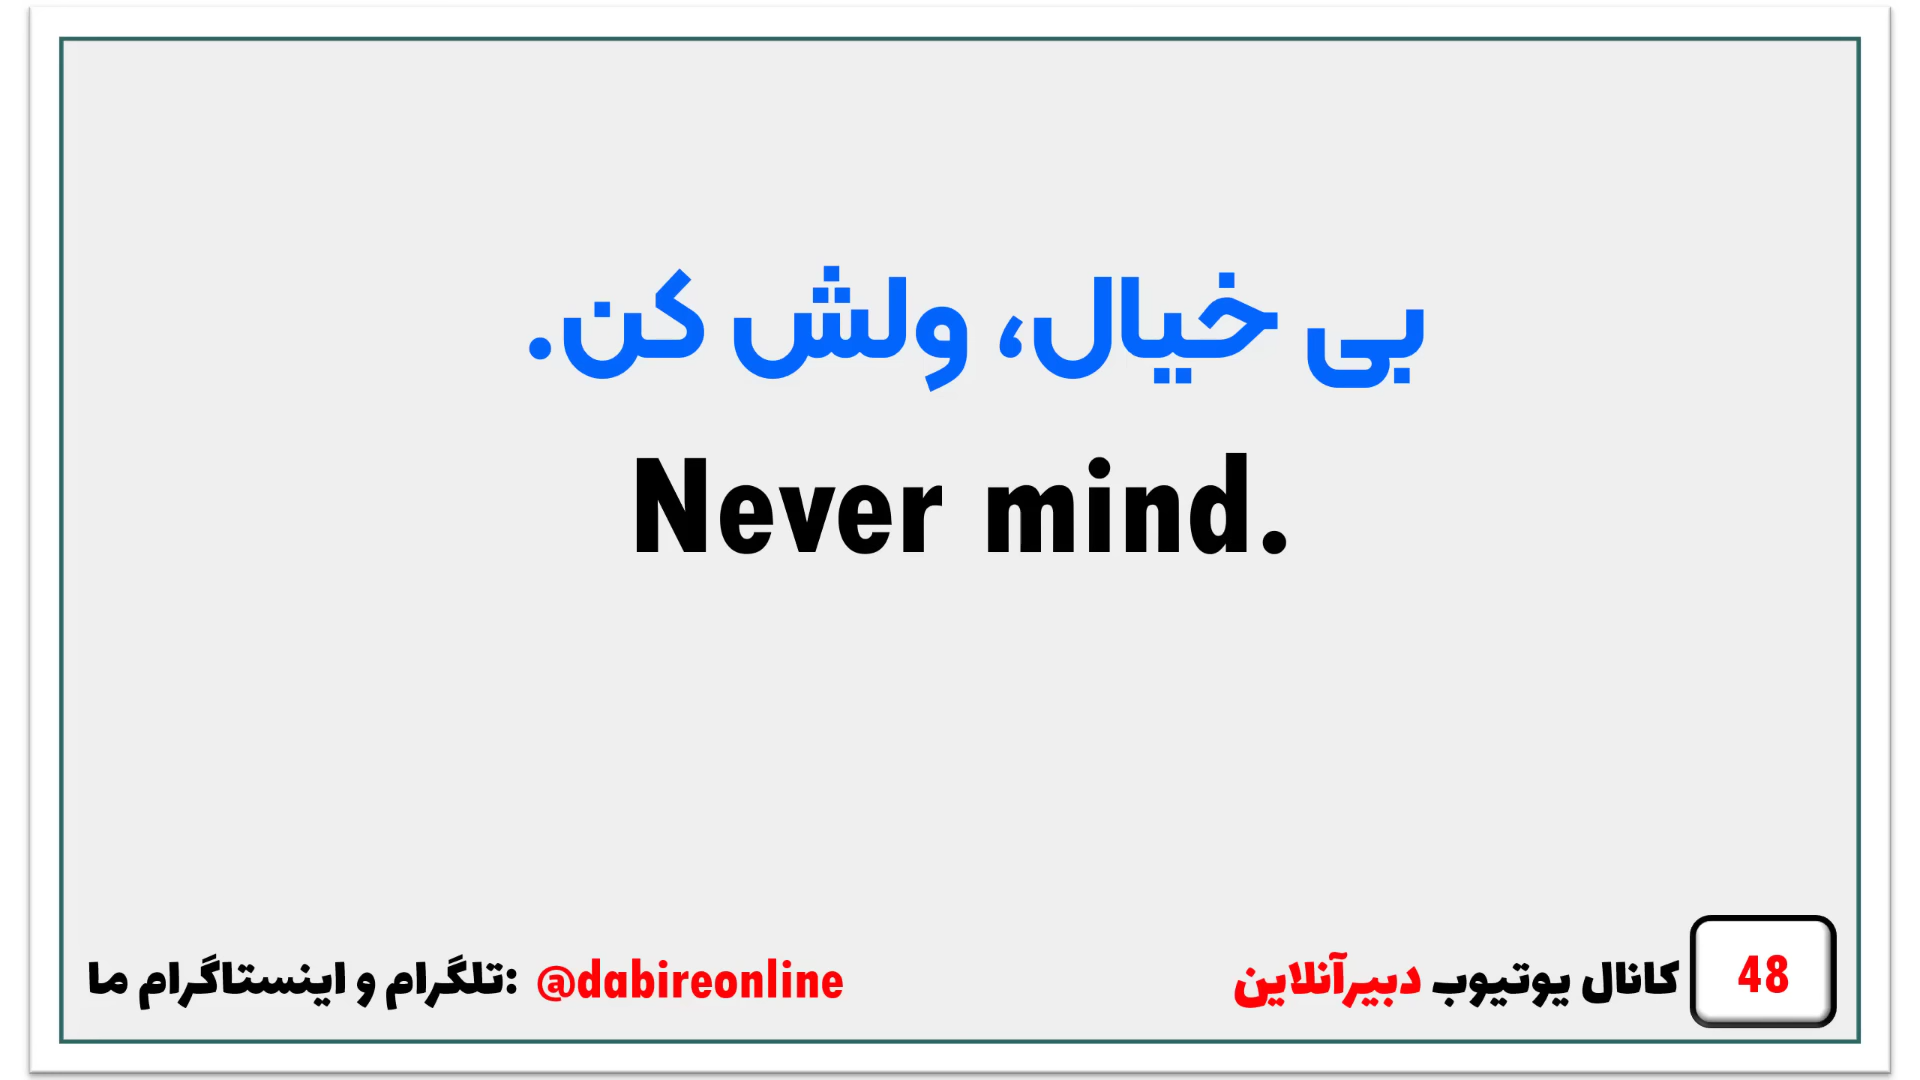 بی خیال، ولش کن.
Never mind.
تلگرام و اینستاگرام ما: @dabireonline
کانال یوتیوب دبیرآنلاین
48